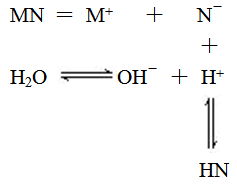 MN = M⁺ + N⁻
+
H₂O ⇌ OH⁻ + H⁺
⇅
HN